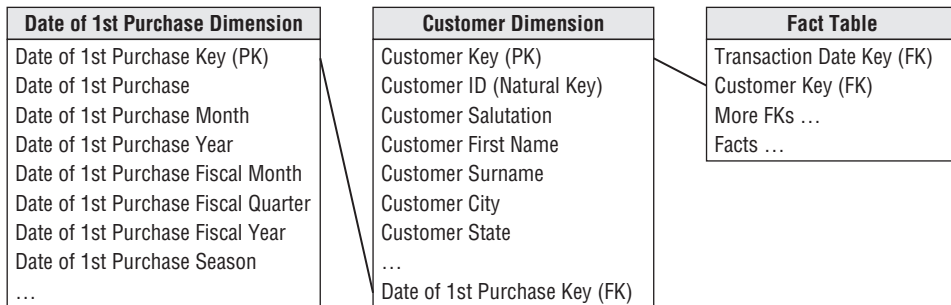 Date of 1st Purchase Dimension
Date of 1st Purchase Key (PK)
Date of 1st Purchase
Date of 1st Purchase Month
Date of 1st Purchase Year
Date of 1st Purchase Fiscal Month
Date of 1st Purchase Fiscal Quarter
Date of 1st Purchase Fiscal Year
Date of 1st Purchase Season
…
Customer Dimension
Customer Key (PK)
Customer ID (Natural Key)
Customer Salutation
Customer First Name
Customer Surname
Customer City
Customer State
…
Date of 1st Purchase Key (FK)
Fact Table
Transaction Date Key (FK)
Customer Key (FK)
More FKs …
Facts …